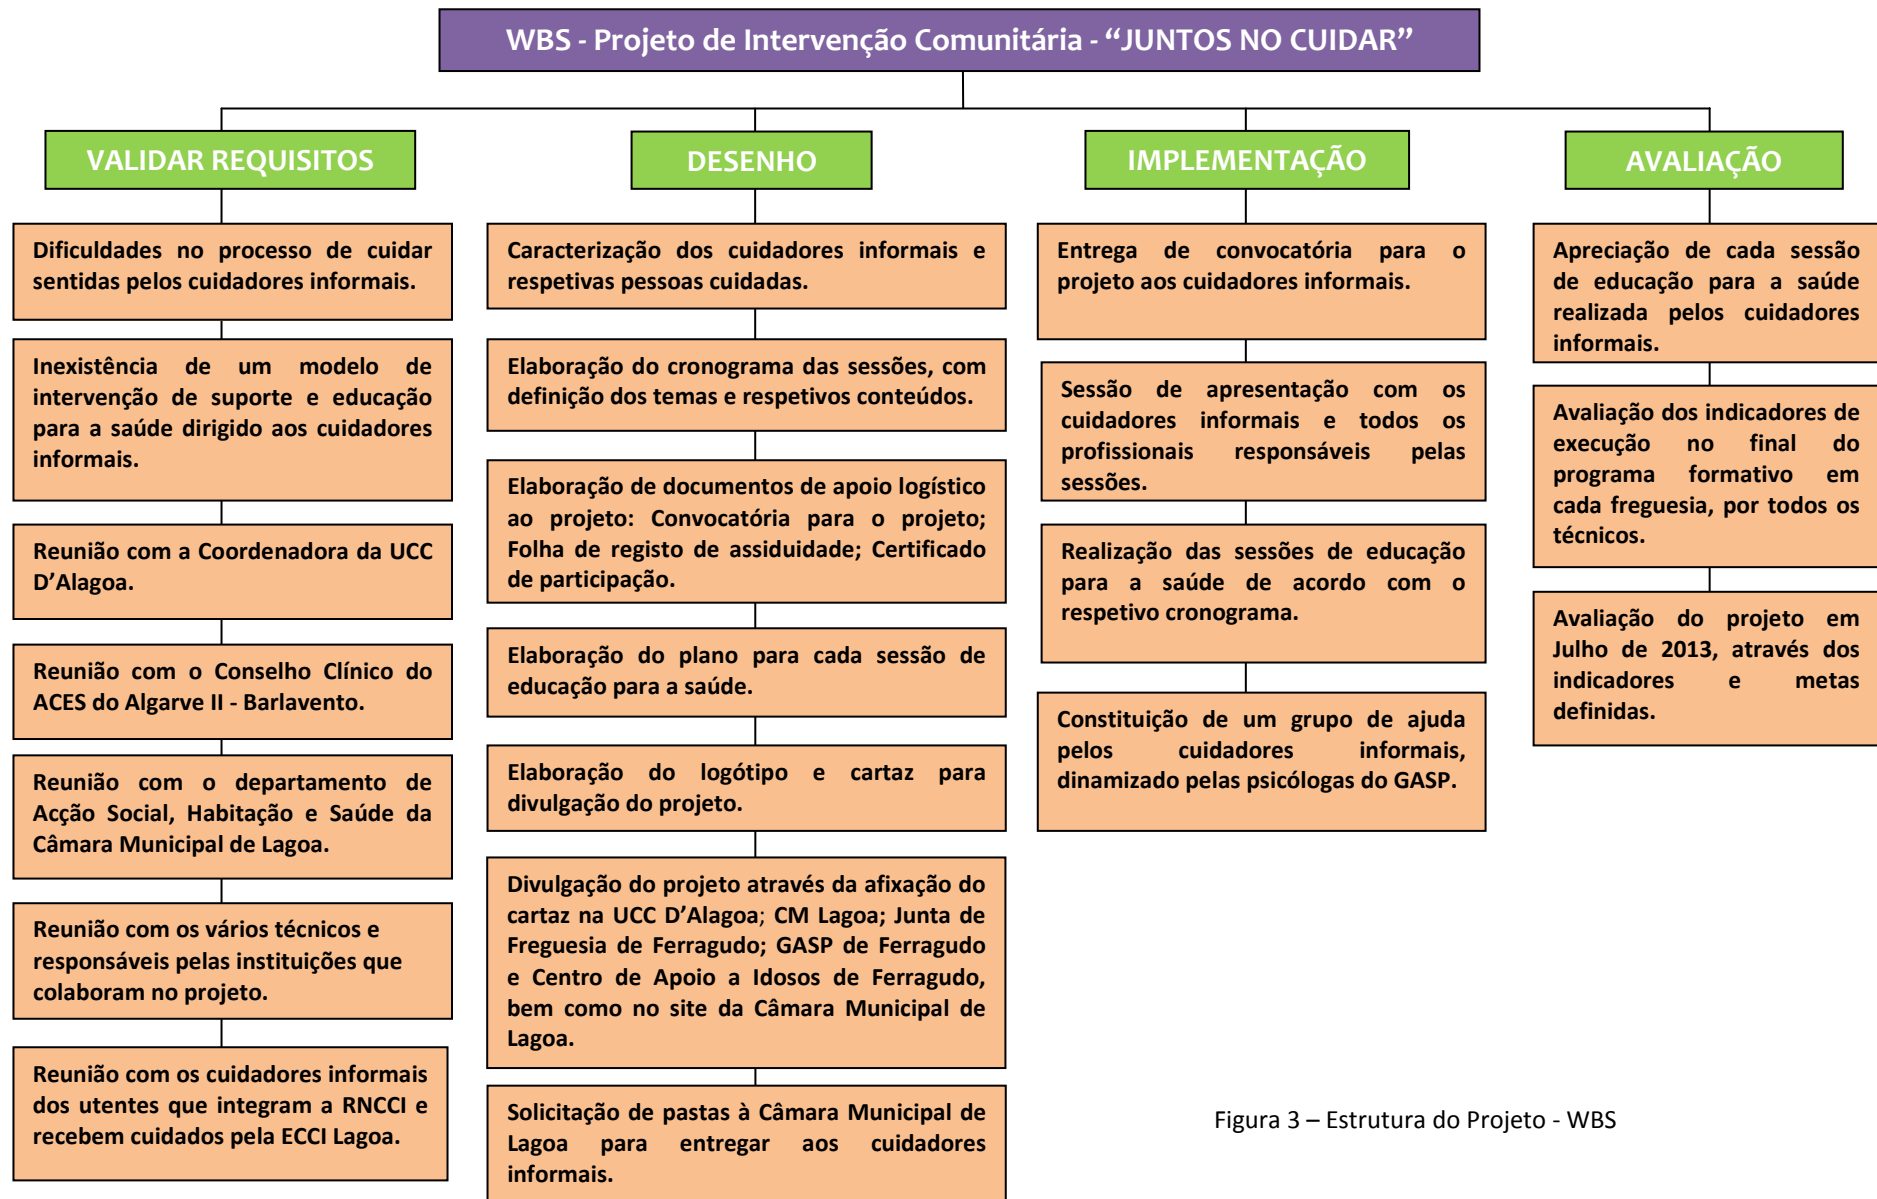 WBS - Projeto de Intervenção Comunitária - “JUNTOS NO CUIDAR”
VALIDAR REQUISITOS
Dificuldades no processo de cuidar
sentidas pelos cuidadores informais.
Inexistência de um modelo de
intervenção de suporte e educação
para a saúde dirigido aos cuidadores
informais.
Reunião com a Coordenadora da UCC
D’Alagoa.
Reunião com o Conselho Clínico do
ACES do Algarve II - Barlavento.
Reunião com o departamento de
Acção Social, Habitação e Saúde da
Câmara Municipal de Lagoa.
Reunião com os vários técnicos e
responsáveis pelas instituições que
colaboram no projeto.
Reunião com os cuidadores informais
dos utentes que integram a RNCCI e
recebem cuidados pela ECCI Lagoa.
DESENHO
Caracterização dos cuidadores informais e
respetivas pessoas cuidadas.
Elaboração do cronograma das sessões, com
definição dos temas e respetivos conteúdos.
Elaboração de documentos de apoio logístico
ao projeto: Convocatória para o projeto;
Folha de registo de assiduidade; Certificado
de participação.
Elaboração do plano para cada sessão de
educação para a saúde.
Elaboração do logótipo e cartaz para
divulgação do projeto.
Divulgação do projeto através da afixação do
cartaz na UCC D’Alagoa; CM Lagoa; Junta de
Freguesia de Ferragudo; GASP de Ferragudo
e Centro de Apoio a Idosos de Ferragudo,
bem como no site da Câmara Municipal de
Lagoa.
Solicitação de pastas à Câmara Municipal de
Lagoa para entregar aos cuidadores
informais.
IMPLEMENTAÇÃO
Entrega de convocatória para o
projeto aos cuidadores informais.
Sessão de apresentação com os
cuidadores informais e todos os
profissionais responsáveis pelas
sessões.
Realização das sessões de educação
para a saúde de acordo com o
respetivo cronograma.
Constituição de um grupo de ajuda
pelos cuidadores informais,
dinamizado pelas psicólogas do GASP.
AVALIAÇÃO
Apreciação de cada sessão
de educação para a saúde
realizada pelos cuidadores
informais.
Avaliação dos indicadores de
execução no final do
programa formativo em
cada freguesia, por todos os
técnicos.
Avaliação do projeto em
Julho de 2013, através dos
indicadores e metas
definidas.
Figura 3 – Estrutura do Projeto - WBS